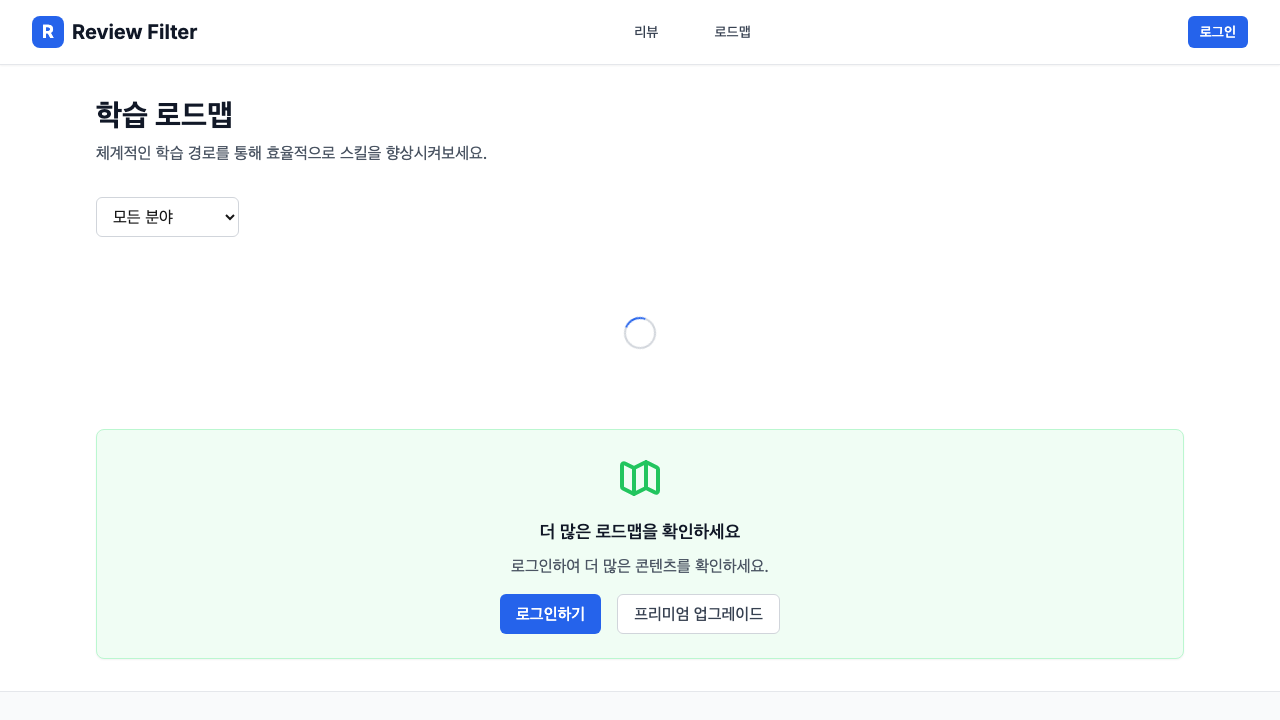 R Review Filter
리뷰
로드맵
로그인
학습 로드맵
체계적인 학습 경로를 통해 효율적으로 스킬을 향상시켜보세요.
모든 분야
더 많은 로드맵을 확인하세요
로그인하여 더 많은 콘텐츠를 확인하세요.
로그인하기
프리미엄 업그레이드